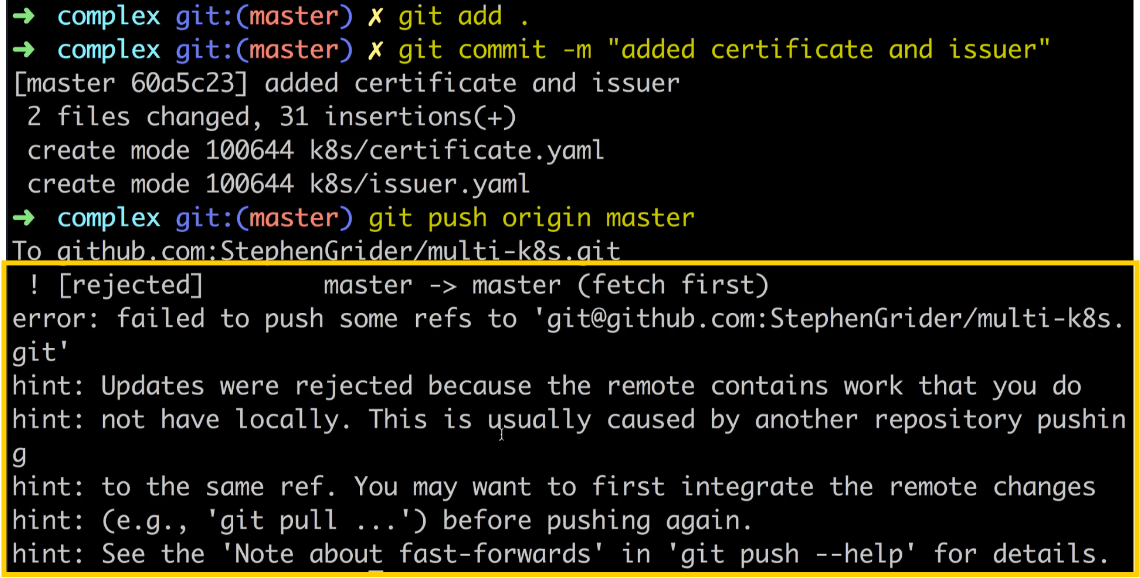 ➜ complex git:(master) ✗ git add .
➜ complex git:(master) ✗ git commit -m "added certificate and issuer"
[master 60a5c23] added certificate and issuer
2 files changed, 31 insertions(+)
create mode 100644 k8s/certificate.yaml
create mode 100644 k8s/issuer.yaml
➜ complex git:(master) git push origin master
To github.com:StephenGrider/multi-k8s.git
! [rejected] master -> master (fetch first)
error: failed to push some refs to 'git@github.com:StephenGrider/multi-k8s.
git'
hint: Updates were rejected because the remote contains work that you do
hint: not have locally. This is usually caused by another repository pushin
g
hint: to the same ref. You may want to first integrate the remote changes
hint: (e.g., 'git pull ...') before pushing again.
hint: See the 'Note about fast-forwards' in 'git push --help' for details.